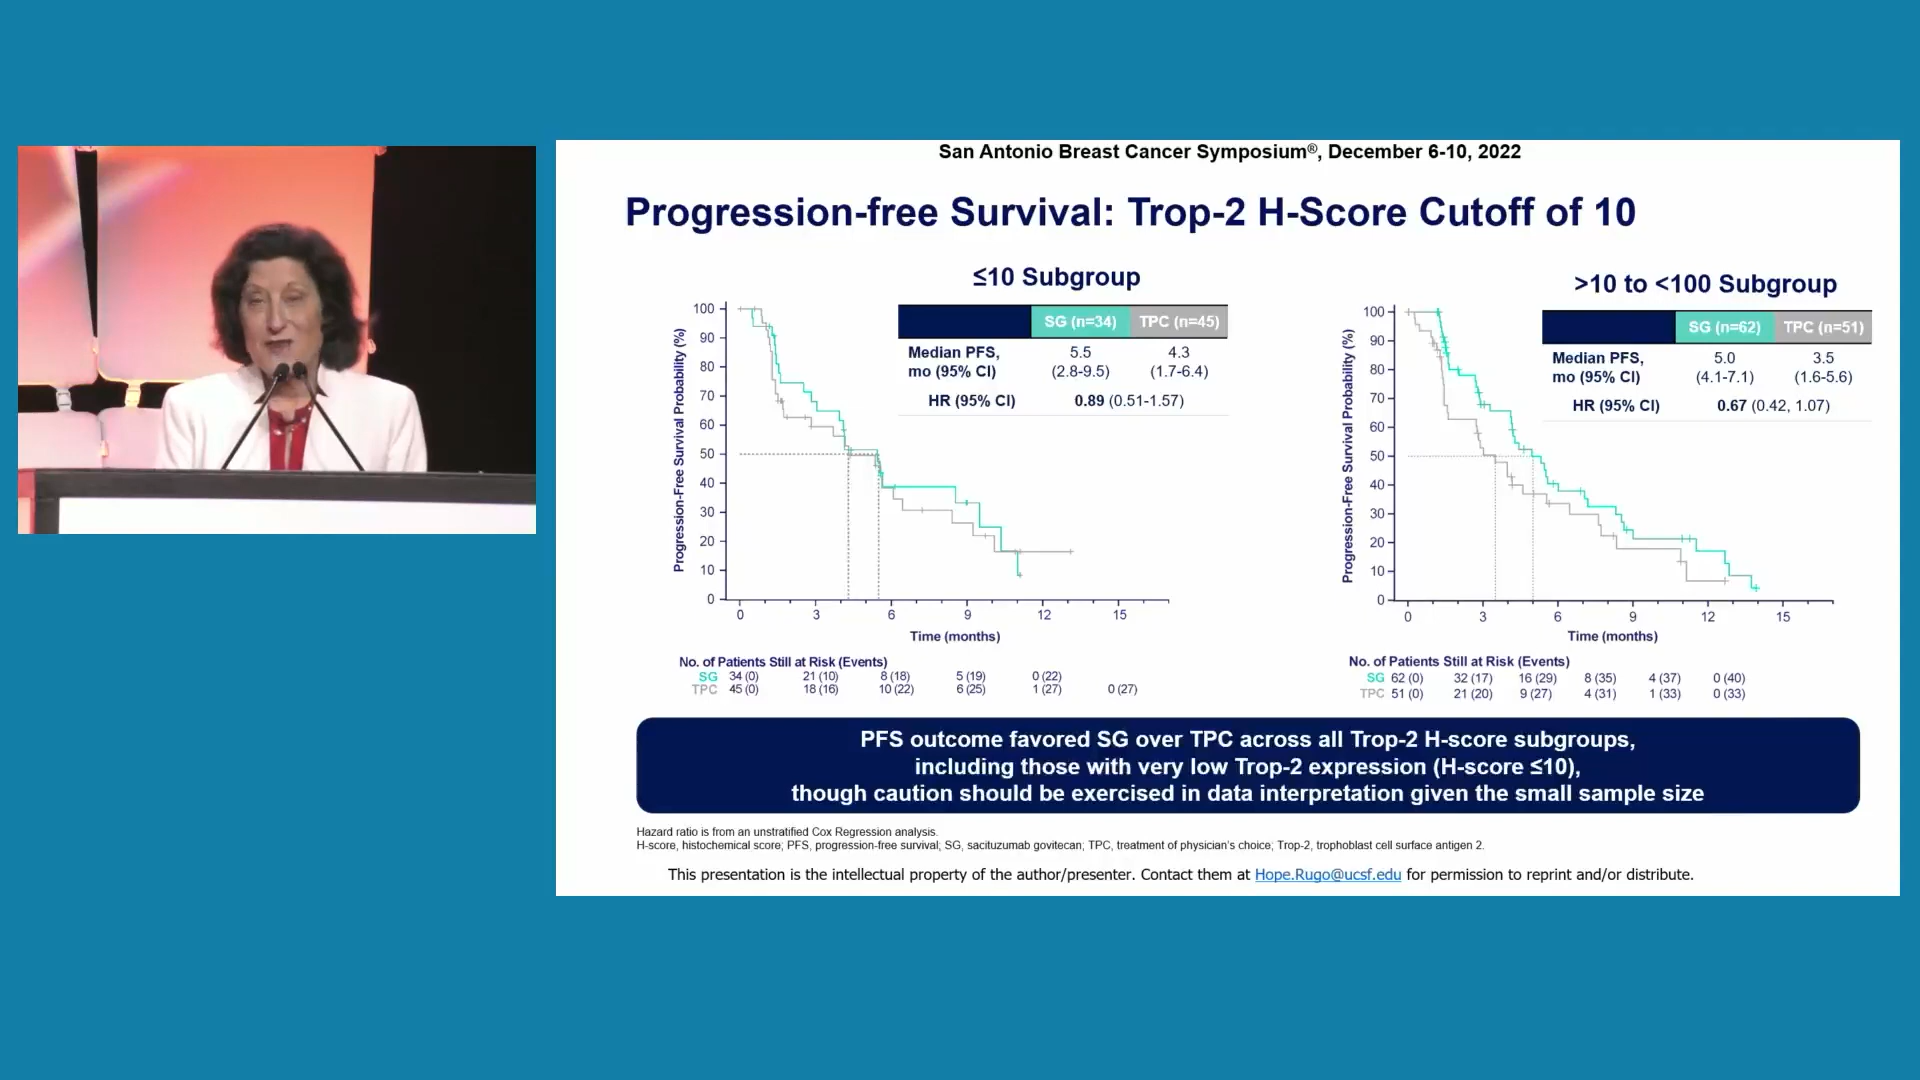 San Antonio Breast Cancer Symposium®, December 6-10, 2022
Progression-free Survival: Trop-2 H-Score Cutoff of 10
≤10 Subgroup
SG (n=34) TPC (n=45)
Median PFS, mo (95% CI) 5.5 (2.8-9.5) 4.3 (1.7-6.4)
HR (95% CI) 0.89 (0.51-1.57)
Progression-Free Survival Probability (%)
100
90
80
70
60
50
40
30
20
10
0
0 3 6 9 12 15
Time (months)
No. of Patients Still at Risk (Events)
SG 34 (0) 21 (10) 8 (18) 5 (19) 0 (22)
TPC 45 (0) 18 (16) 10 (22) 6 (25) 1 (27) 0 (27)
>10 to <100 Subgroup
SG (n=62) TPC (n=51)
Median PFS, mo (95% CI) 5.0 (4.1-7.1) 3.5 (1.6-5.6)
HR (95% CI) 0.67 (0.42, 1.07)
Progression-Free Survival Probability (%)
100
90
80
70
60
50
40
30
20
10
0
0 3 6 9 12 15
Time (months)
No. of Patients Still at Risk (Events)
SG 62 (0) 32 (17) 16 (29) 8 (35) 4 (37) 0 (40)
TPC 51 (0) 21 (20) 9 (27) 4 (31) 1 (33) 0 (33)
PFS outcome favored SG over TPC across all Trop-2 H-score subgroups,
including those with very low Trop-2 expression (H-score ≤10),
though caution should be exercised in data interpretation given the small sample size
Hazard ratio is from an unstratified Cox Regression analysis.
H-score, histochemical score; PFS, progression-free survival; SG, sacituzumab govitecan; TPC, treatment of physician's choice; Trop-2, trophoblast cell surface antigen 2.
This presentation is the intellectual property of the author/presenter. Contact them at Hope.Rugo@ucsf.edu for permission to reprint and/or distribute.